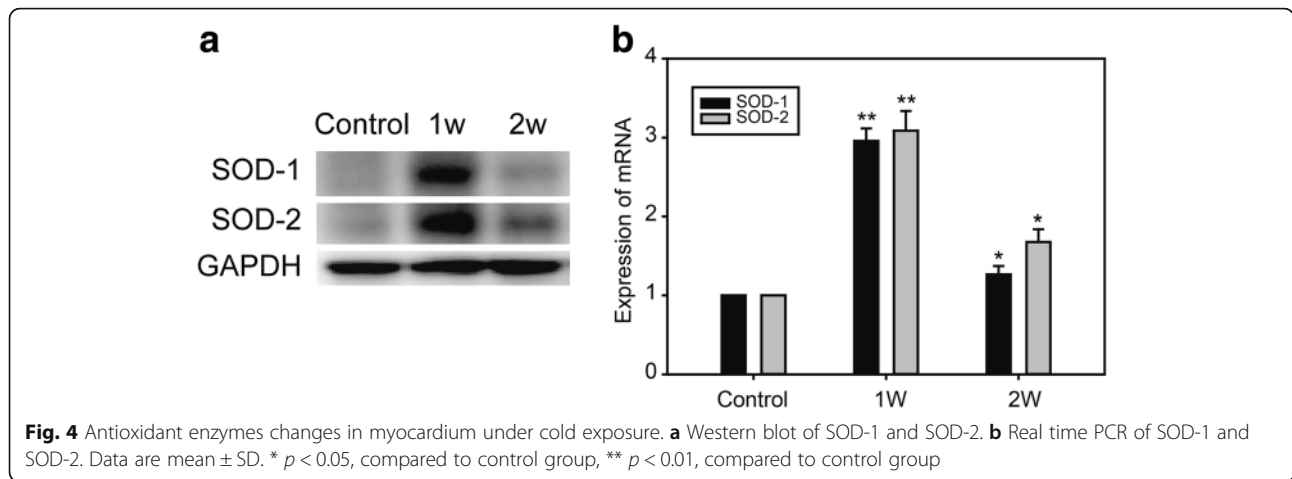 a
Control 1w 2w
SOD-1
SOD-2
GAPDH
b
Expression of mRNA
4
3
2
1
0
SOD-1
SOD-2
** **
* *
Control 1W 2W
Fig. 4 Antioxidant enzymes changes in myocardium under cold exposure. a Western blot of SOD-1 and SOD-2. b Real time PCR of SOD-1 and
SOD-2. Data are mean ± SD. * p < 0.05, compared to control group, ** p < 0.01, compared to control group